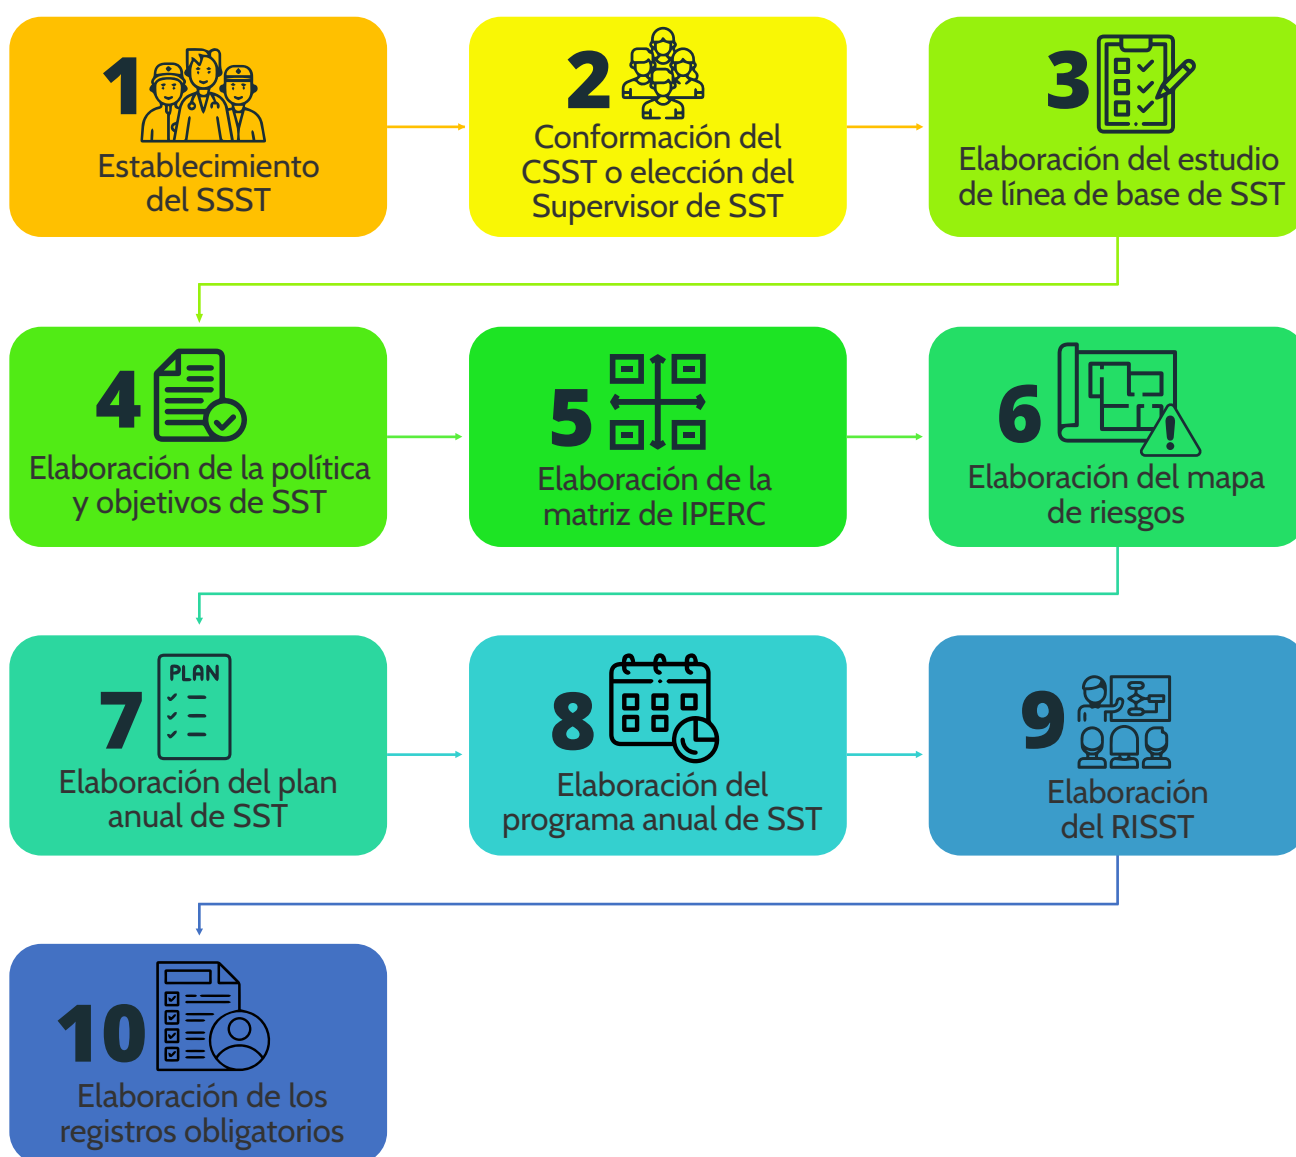 1
Establecimiento
del SSST
2
Conformación del
CSST o elección del
Supervisor de SST
3
Elaboración del estudio
de línea de base de SST
4
Elaboración de la política
y objetivos de SST
5
Elaboración de la
matriz de IPERC
6
Elaboración del mapa
de riesgos
7
PLAN
Elaboración del plan
anual de SST
8
Elaboración del
programa anual de SST
9
Elaboración
del RISST
10
Elaboración de los
registros obligatorios